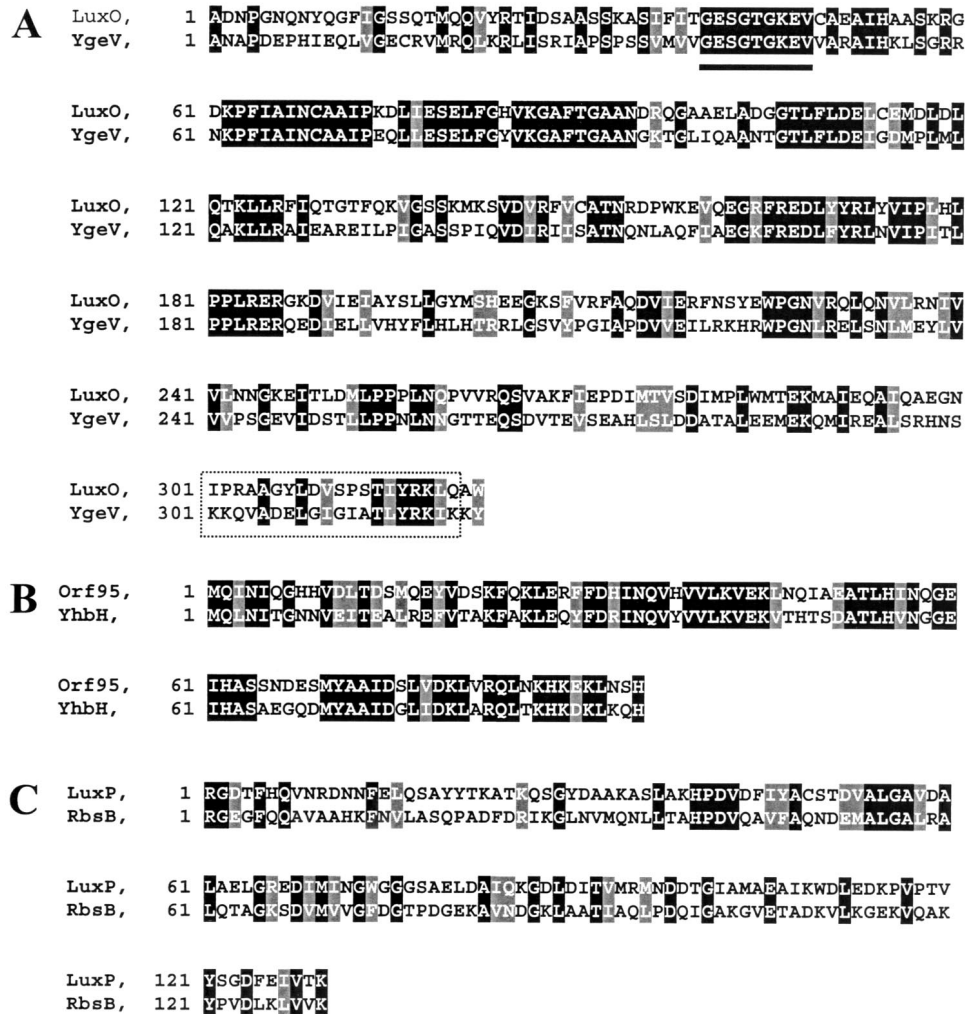 A
LuxO, 1 ADNPGNQNYQGFIGSSQTMQQVYRTIDSAASSKASIFITGESGTGKEVCAEAIHAASKRG
YgeV, 1 ANAPDEPHIEQLVGECRVMRQLKRLISRIAPSPSSVMVVGESGTGKEVVARAIHKLSGRR
LuxO, 61 DKPFIAINCAAIPKDLIESELFGHVKGAFTGAANDRQGAAELADGGTLFLDELCEMDLDL
YgeV, 61 NKPFIAINCAAIPEQLLESELFGYVKGAFTGAANGKTGLIQAANTGTLFLDEIGDMPLML
LuxO, 121 QTKLLRFIQTGTFQKVGSSKMKSVDVRFVCATNRDPWKEVQEGRFREDLYYRLYVIPLHL
YgeV, 121 QAKLLRAIEAREILPIGASSPIQVDIRIISATNQNLAQFIAEGKFREDLFYRLNVIPITL
LuxO, 181 PPLRERGKDVIEIAYSLLGYMSHEEGKSFVRFAQDVIERFNSYEWPGNVRQLQNVLRNIV
YgeV, 181 PPLRERQEDIELLVHYFLHLHTRRLGSVYPGIAPDVVEILRKHRWPGNLRELSNLMEYLV
LuxO, 241 VLNNGKEITLDMLPPPLNQPVVRQSVAKFIEPDIMTVSDIMPLWMTEKMAIEQAIQAEGN
YgeV, 241 VVPSGEVIDSTLLPPNLNNGTTEQSDVTEVSEAHLSLDDATALEEMEKQMIREALSRHNS
LuxO, 301 IPRAAGYLDVSPSTIYRKLQAW
YgeV, 301 KKQVADELGIGIATLYRKIKKY
B
Orf95, 1 MQINIQGHHVDLTDSMQEYVDSKFQKLERFFDHINQVHVVLKVEKLNQIAEATLHINQGE
YhbH, 1 MQLNITGNNVEITEALREFVTAKFAKLEQYFDRINQVYVVLKVEKVTHTSDATLHVNGGE
Orf95, 61 IHASSNDESMYAAIDSLVDKLVRQLNKHKEKLNSH
YhbH, 61 IHASAEGQDMYAAIDGLIDKLARQLTKHKDKLKQH
C
LuxP, 1 RGDTFHQVNRDNNFELQSAYYTKATKQSGYDAAKASLAKHPDVDFIYACSTDVALGAVDA
RbsB, 1 RGEGFQQAVAAHKFNVLASQPADFDRIKGLNVMQNLLTAHPDVQAVFAQNDEMALGALRA
LuxP, 61 LAELGREDIMINGWGGGSAELDAIQKGDLDITVMRMNDDTGIAMAEAIKWDLEDKPVPTV
RbsB, 61 LQTAGKSDVMVVGFDGTPDGEKAVNDGKLAATIAQLPDQIGAKGVETADKVLKGEKVQAK
LuxP, 121 YSGDFEIVTK
RbsB, 121 YPVDLKLVVK